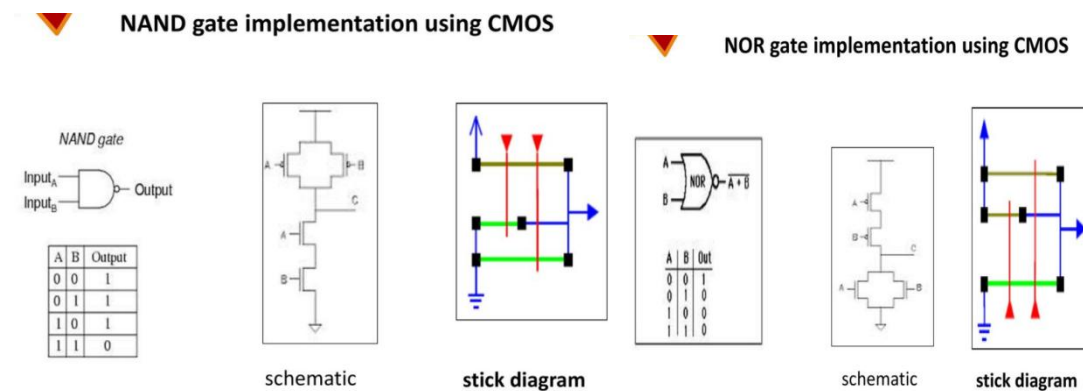 NAND gate implementation using CMOS
NAND gate
Input_A
Input_B
Output
A B Output
0 0 1
0 1 1
1 0 1
1 1 0
A
B
C
A
B
schematic
stick diagram
NOR gate implementation using CMOS
A
B
NOR
A + B
A B Out
0 0 1
0 1 0
1 0 0
1 1 0
A
B
C
A
B
schematic
stick diagram